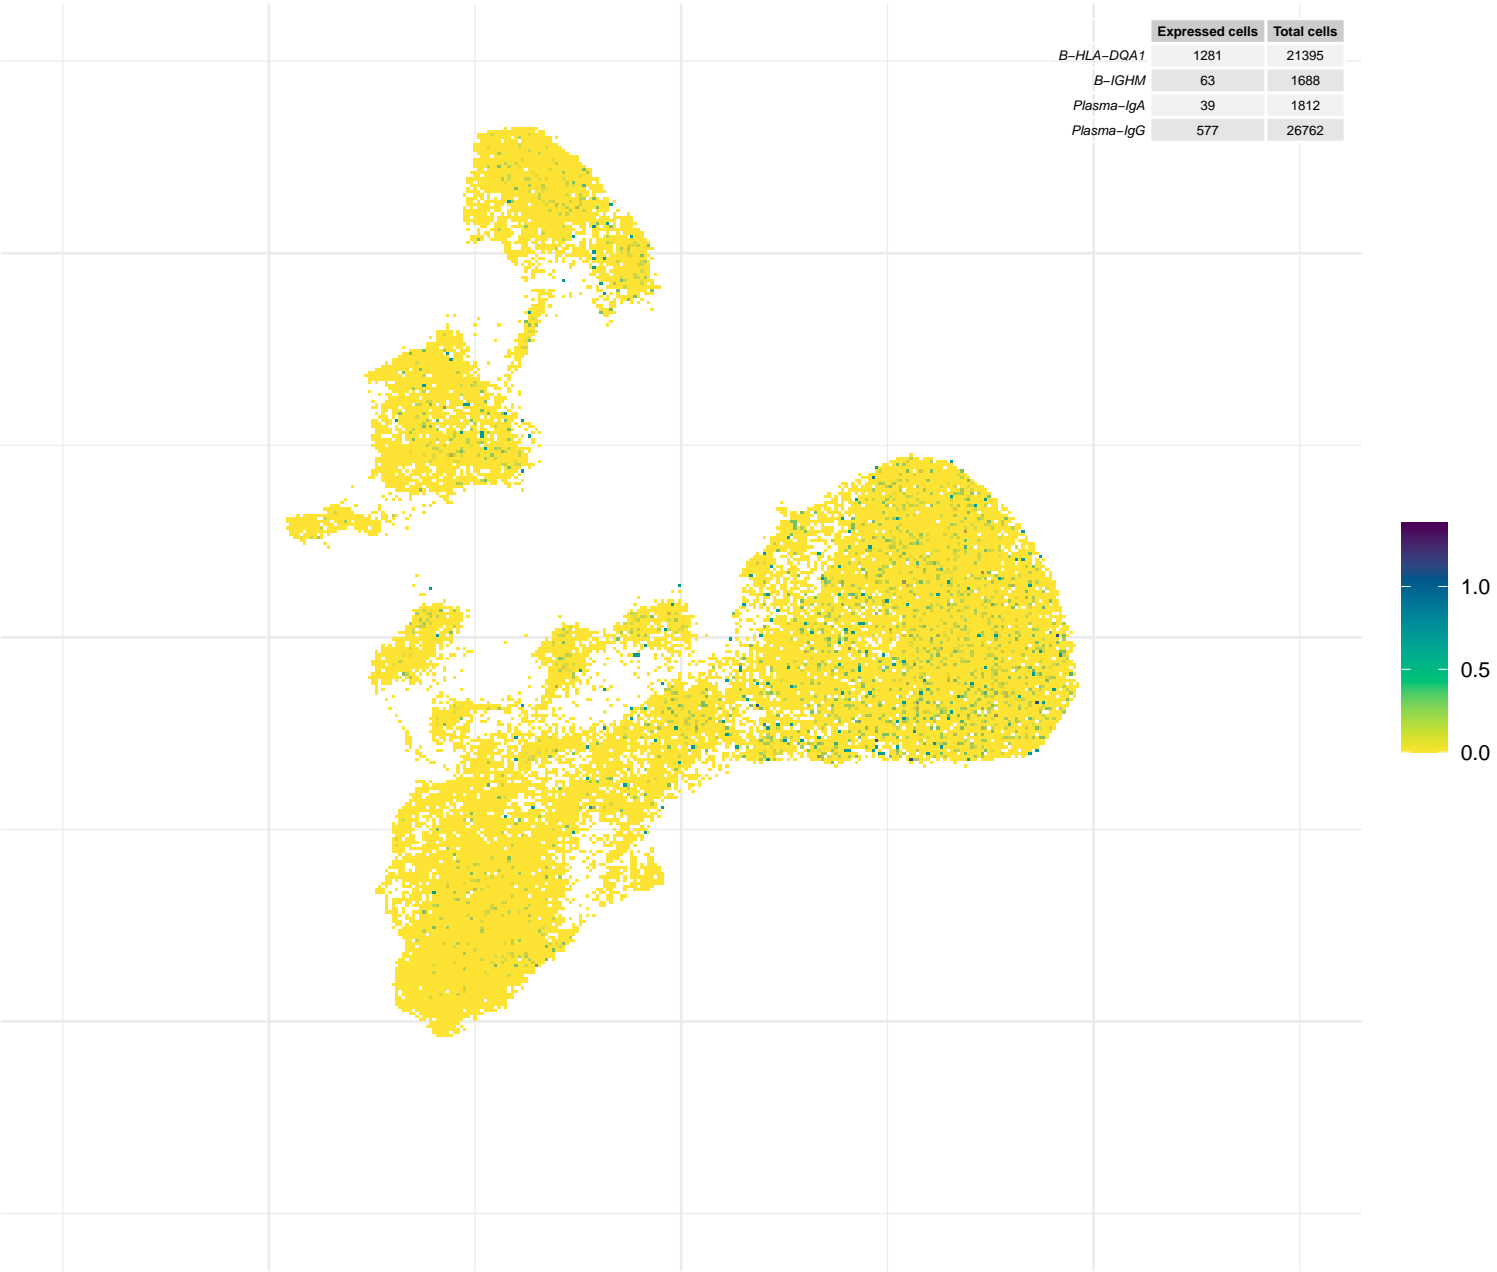 Expressed cells Total cells
B−HLA−DQA1 1281 21395
B−IGHM 63 1688
Plasma−IgA 39 1812
Plasma−IgG 577 26762
1.0
0.5
0.0